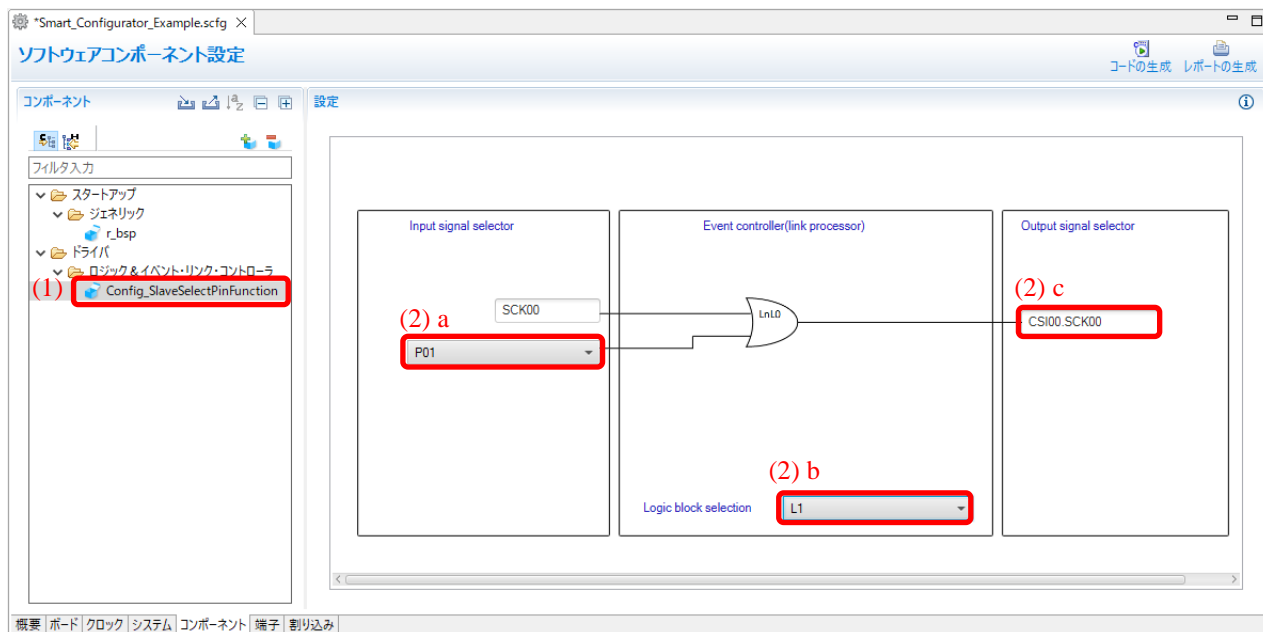 *Smart_Configurator_Example.scfg
ソフトウェアコンポーネント設定
コードの生成 レポートの生成
コンポーネント
設定
フィルタ入力
スタートアップ
ジェネリック
r_bsp
ドライバ
ロジック＆イベント・リンク・コントローラ
(1) Config_SlaveSelectPinFunction
Input signal selector
Event controller(link processor)
Output signal selector
SCK00
(2) a
P01
LnL0
(2) c
CSI00.SCK00
(2) b
Logic block selection
L1
概要 ボード クロック システム コンポーネント 端子 割り込み